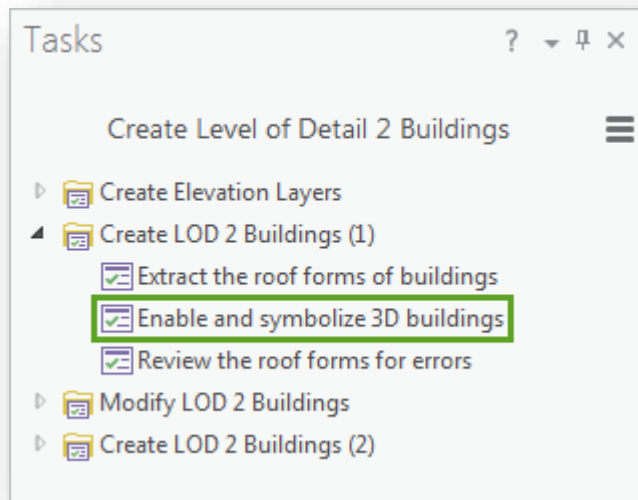 Tasks
Create Level of Detail 2 Buildings
Create Elevation Layers
Create LOD 2 Buildings (1)
Extract the roof forms of buildings
Enable and symbolize 3D buildings
Review the roof forms for errors
Modify LOD 2 Buildings
Create LOD 2 Buildings (2)